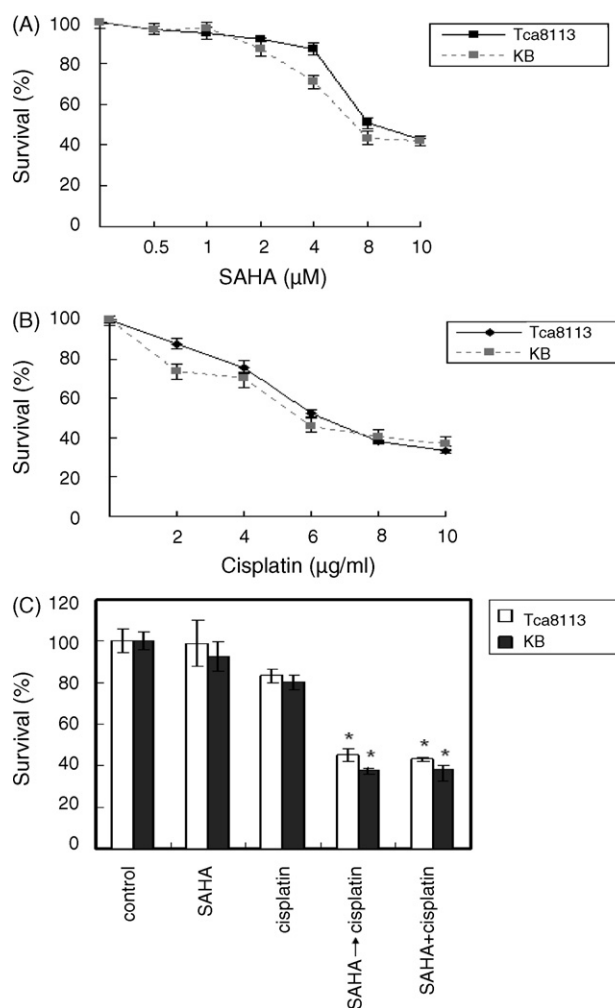 (A)
100
80
60
40
20
0
Survival (%)
0.5 1 2 4 8 10
SAHA (μM)
Tca8113
KB
(B)
100
80
60
40
20
0
Survival (%)
2 4 6 8 10
Cisplatin (μg/ml)
Tca8113
KB
(C)
120
100
80
60
40
20
0
Survival (%)
* * * *
control
SAHA
cisplatin
SAHA → cisplatin
SAHA+cisplatin
Tca8113
KB